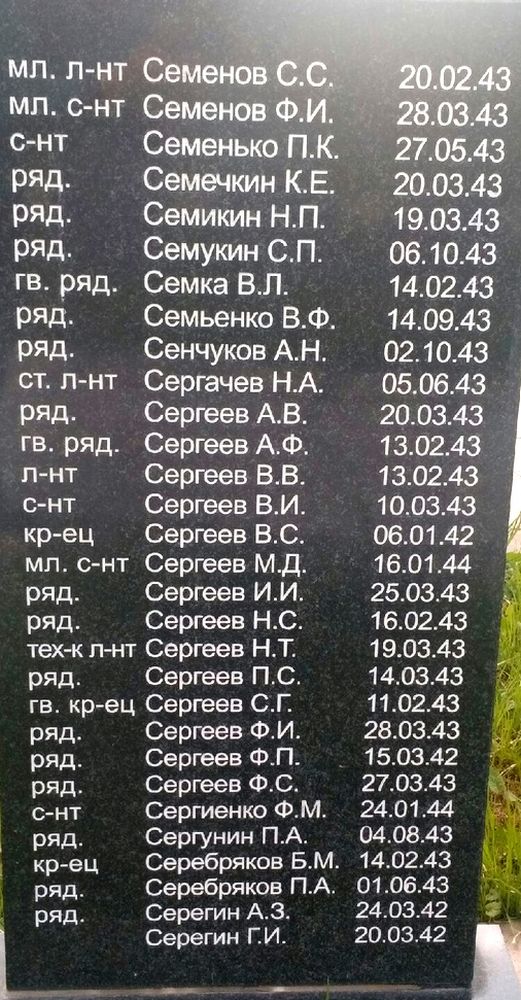 мл. л-нт Семенов С.С. 20.02.43
мл. с-нт Семенов Ф.И. 28.03.43
с-нт Семенько П.К. 27.05.43
ряд. Семечкин К.Е. 20.03.43
ряд. Семикин Н.П. 19.03.43
ряд. Семукин С.П. 06.10.43
гв. ряд. Семка В.Л. 14.02.43
ряд. Семьенко В.Ф. 14.09.43
ряд. Сенчуков А.Н. 02.10.43
ст. л-нт Сергачев Н.А. 05.06.43
ряд. Сергеев А.В. 20.03.43
гв. ряд. Сергеев А.Ф. 13.02.43
л-нт Сергеев В.В. 13.02.43
с-нт Сергеев В.И. 10.03.43
кр-ец Сергеев В.С. 06.01.42
мл. с-нт Сергеев М.Д. 16.01.44
ряд. Сергеев И.И. 25.03.43
ряд. Сергеев Н.С. 16.02.43
тех-к л-нт Сергеев Н.Т. 19.03.43
ряд. Сергеев П.С. 14.03.43
гв. кр-ец Сергеев С.Г. 11.02.43
ряд. Сергеев Ф.И. 28.03.43
ряд. Сергеев Ф.П. 15.03.42
ряд. Сергеев Ф.С. 27.03.43
с-нт Сергиенко Ф.М. 24.01.44
ряд. Сергунин П.А. 04.08.43
кр-ец Серебряков Б.М. 14.02.43
ряд. Серебряков П.А. 01.06.43
ряд. Серегин А.З. 24.03.42
Серегин Г.И. 20.03.42